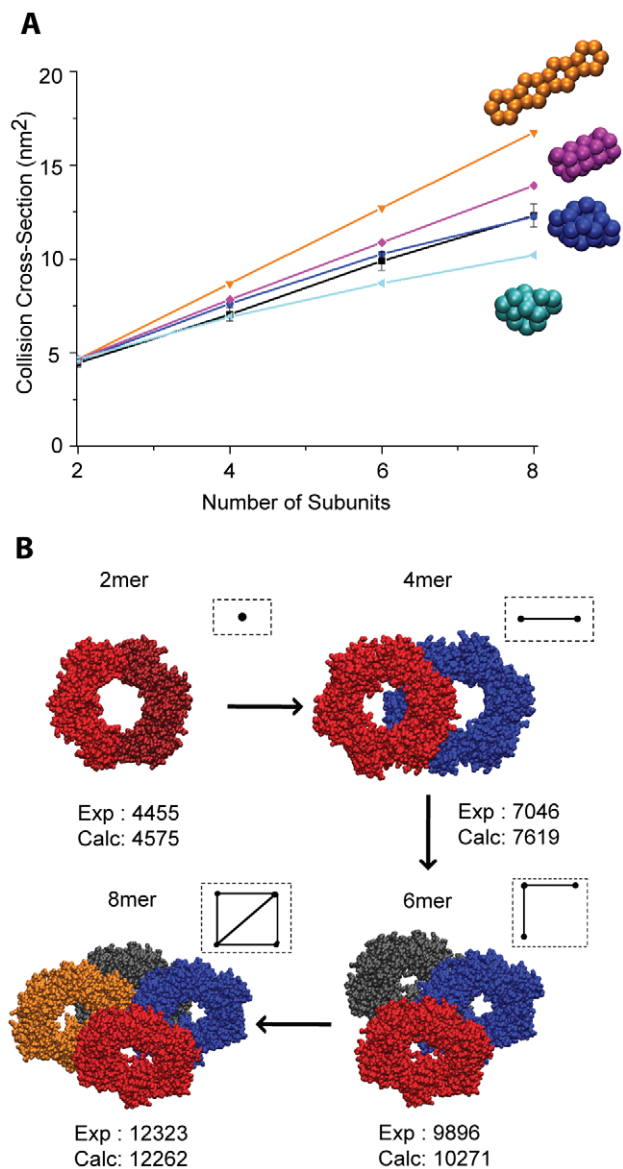 A
20
15
10
5
0
2
4
6
8
Collision Cross-Section (nm2)
Number of Subunits
B
2mer
4mer
Exp : 4455
Calc: 4575
Exp : 7046
Calc: 7619
8mer
6mer
Exp : 12323
Calc: 12262
Exp : 9896
Calc: 10271